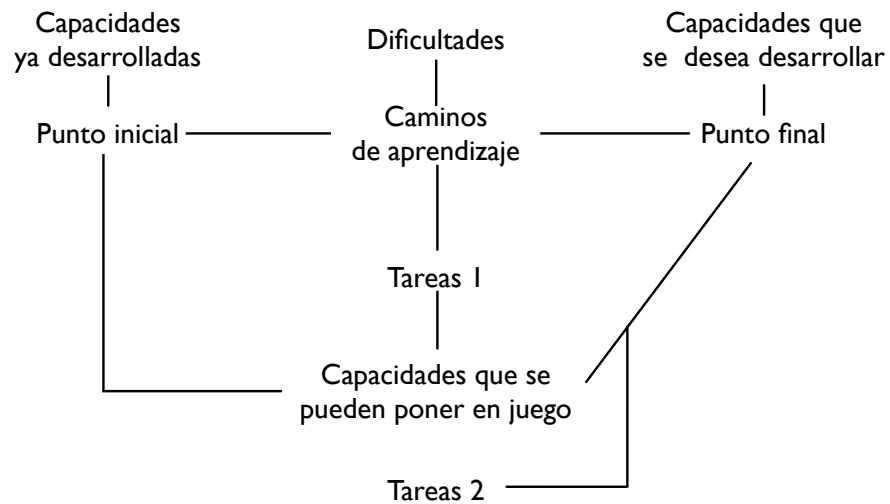 Capacidades
ya desarrolladas
Dificultades
Capacidades que
se desea desarrollar
Punto inicial
Caminos
de aprendizaje
Punto final
Tareas 1
Capacidades que se
pueden poner en juego
Tareas 2